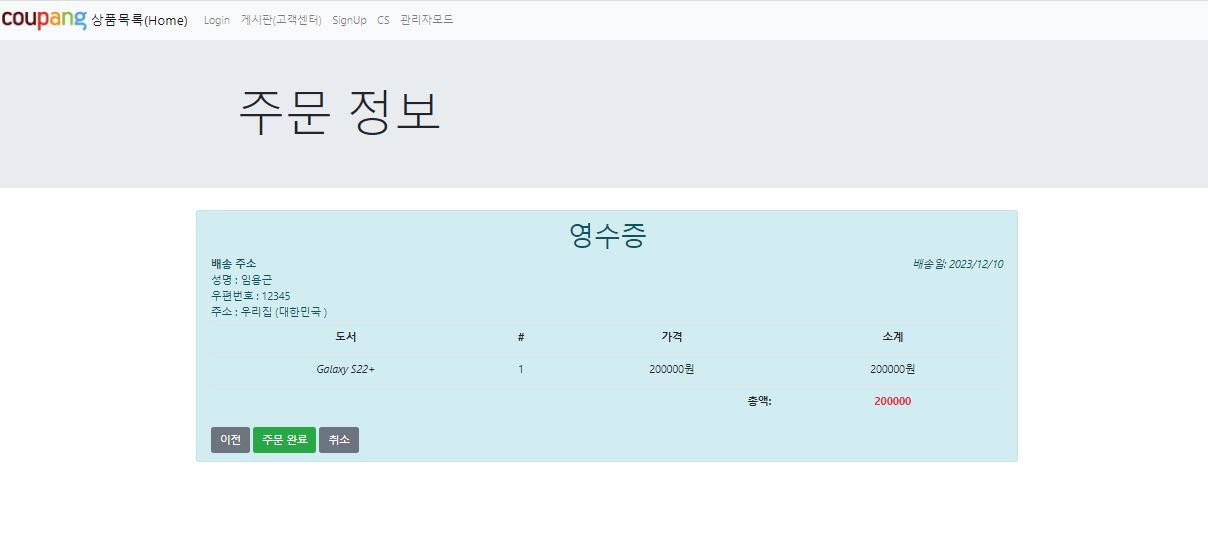 coupang 상품목록(Home) Login 게시판(고객센터) SignUp CS 관리자모드
주문 정보
영수증
배송 주소 배송일: 2023/12/10
성명 : 임용근
우편번호 : 12345
주소 : 우리집 (대한민국 )
도서 # 가격 소계
Galaxy S22+ 1 200000원 200000원
총액: 200000
이전 주문 완료 취소